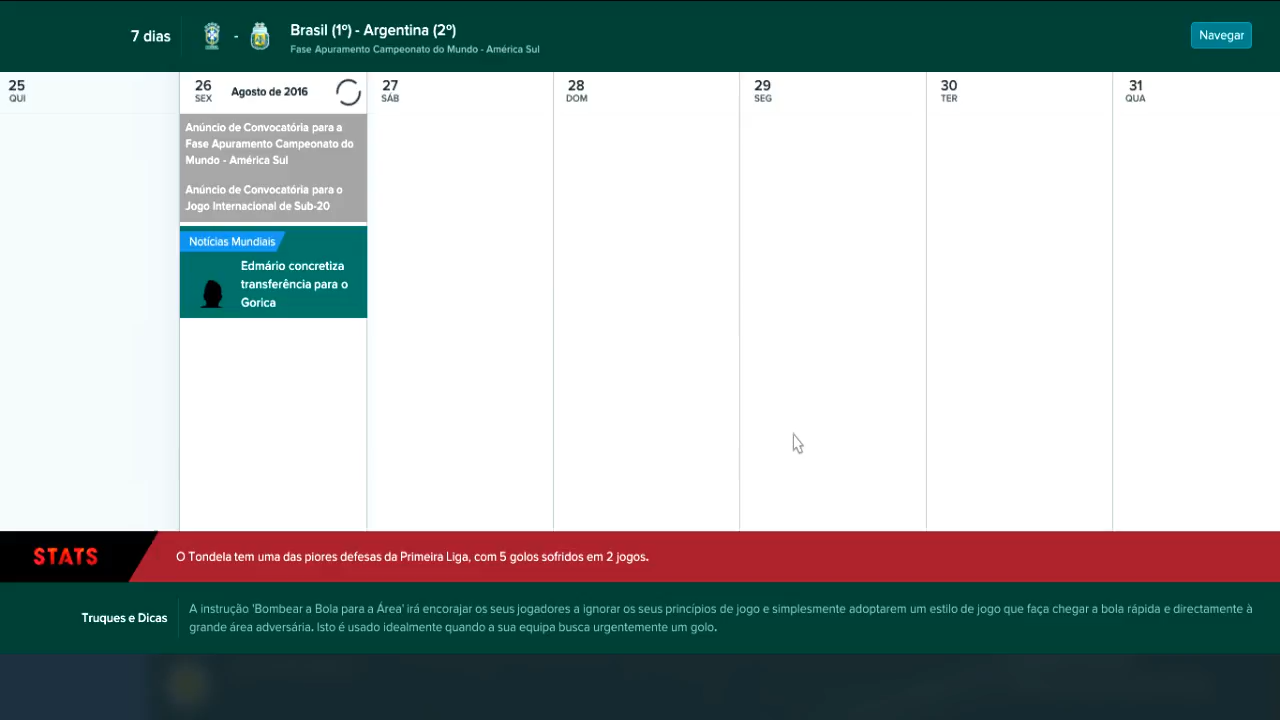 7 dias
-
Brasil (1º) - Argentina (2º)
Fase Apuramento Campeonato do Mundo - América Sul
Navegar
25
QUI
26
SEX
Agosto de 2016
27
SÁB
28
DOM
29
SEG
30
TER
31
QUA
Anúncio de Convocatória para a
Fase Apuramento Campeonato do
Mundo - América Sul
Anúncio de Convocatória para o
Jogo Internacional de Sub-20
Notícias Mundiais
Edmário concretiza
transferência para o
Gorica
STATS
O Tondela tem uma das piores defesas da Primeira Liga, com 5 golos sofridos em 2 jogos.
Truques e Dicas
A instrução 'Bombear a Bola para a Área' irá encorajar os seus jogadores a ignorar os seus princípios de jogo e simplesmente adoptarem um estilo de jogo que faça chegar a bola rápida e directamente à
grande área adversária. Isto é usado idealmente quando a sua equipa busca urgentemente um golo.